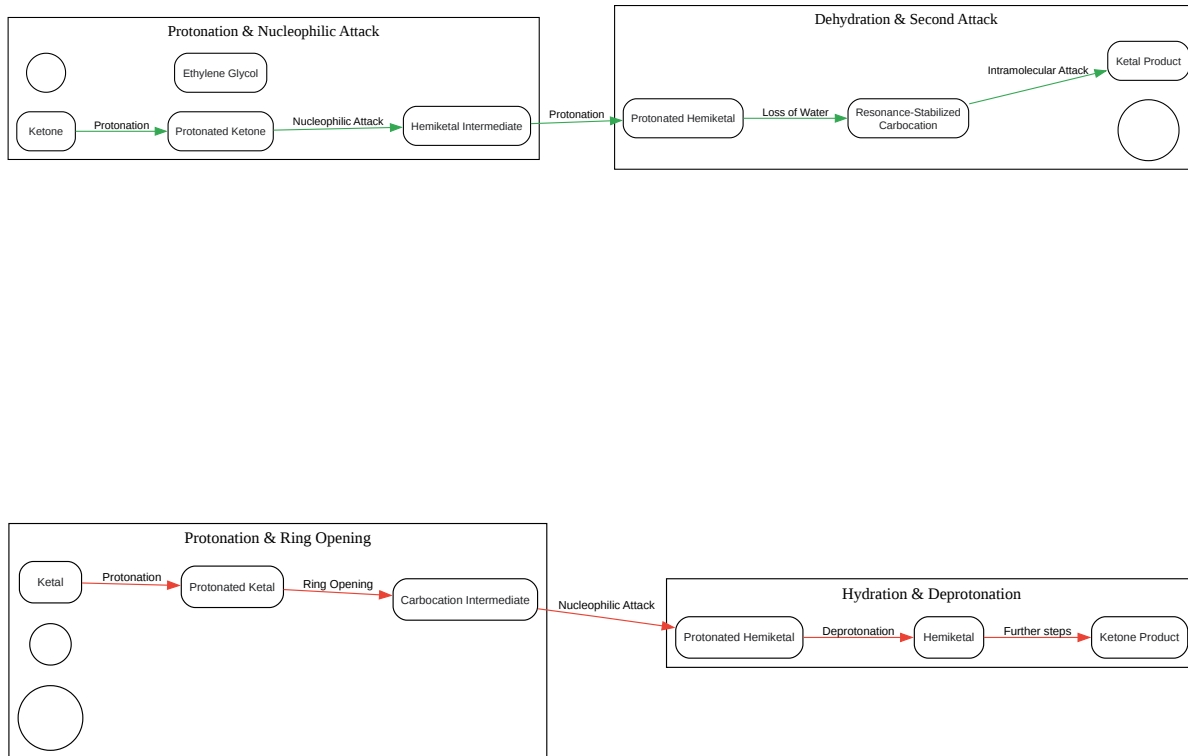 Protonation & Nucleophilic Attack
Ethylene Glycol
Ketone
Protonation
Protonated Ketone
Nucleophilic Attack
Hemiketal Intermediate
Protonation
Dehydration & Second Attack
Protonated Hemiketal
Loss of Water
Resonance-Stabilized
Carbocation
Intramolecular Attack
Ketal Product
Protonation & Ring Opening
Ketal
Protonation
Protonated Ketal
Ring Opening
Carbocation Intermediate
Nucleophilic Attack
Hydration & Deprotonation
Protonated Hemiketal
Deprotonation
Hemiketal
Further steps
Ketone Product